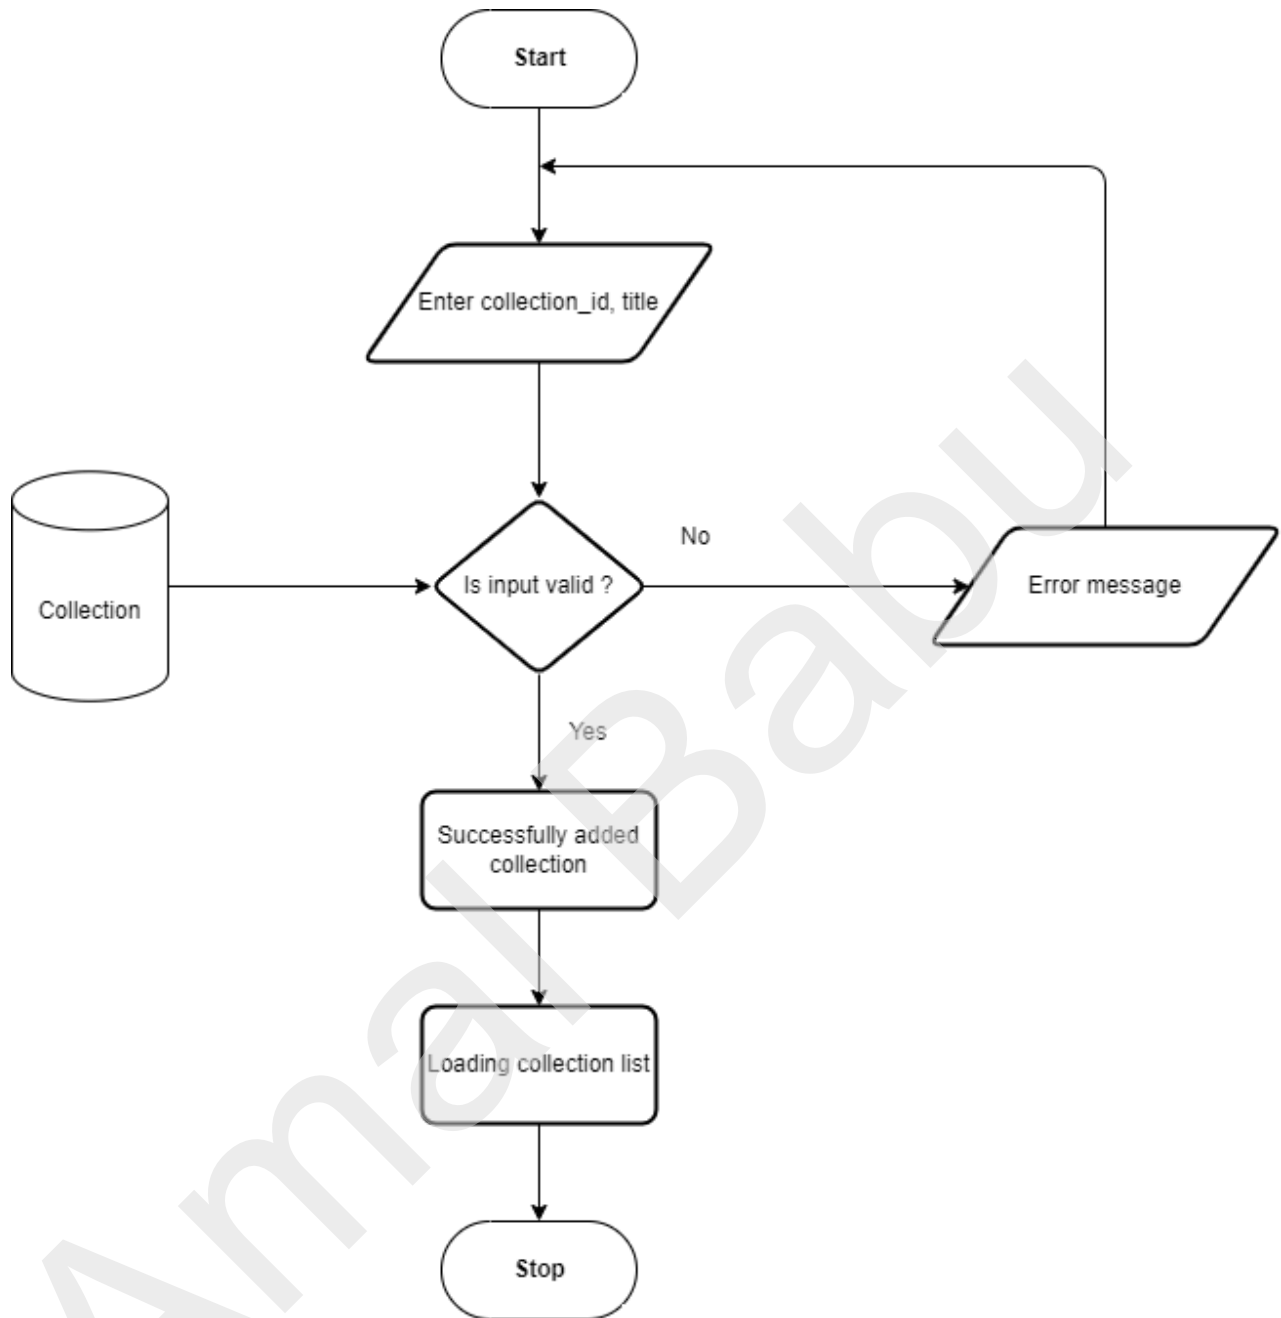 Start
Enter collection_id, title
No
Is input valid ?
Error message
Collection
Yes
Successfully added
collection
Loading collection list
Stop
Amal Babu